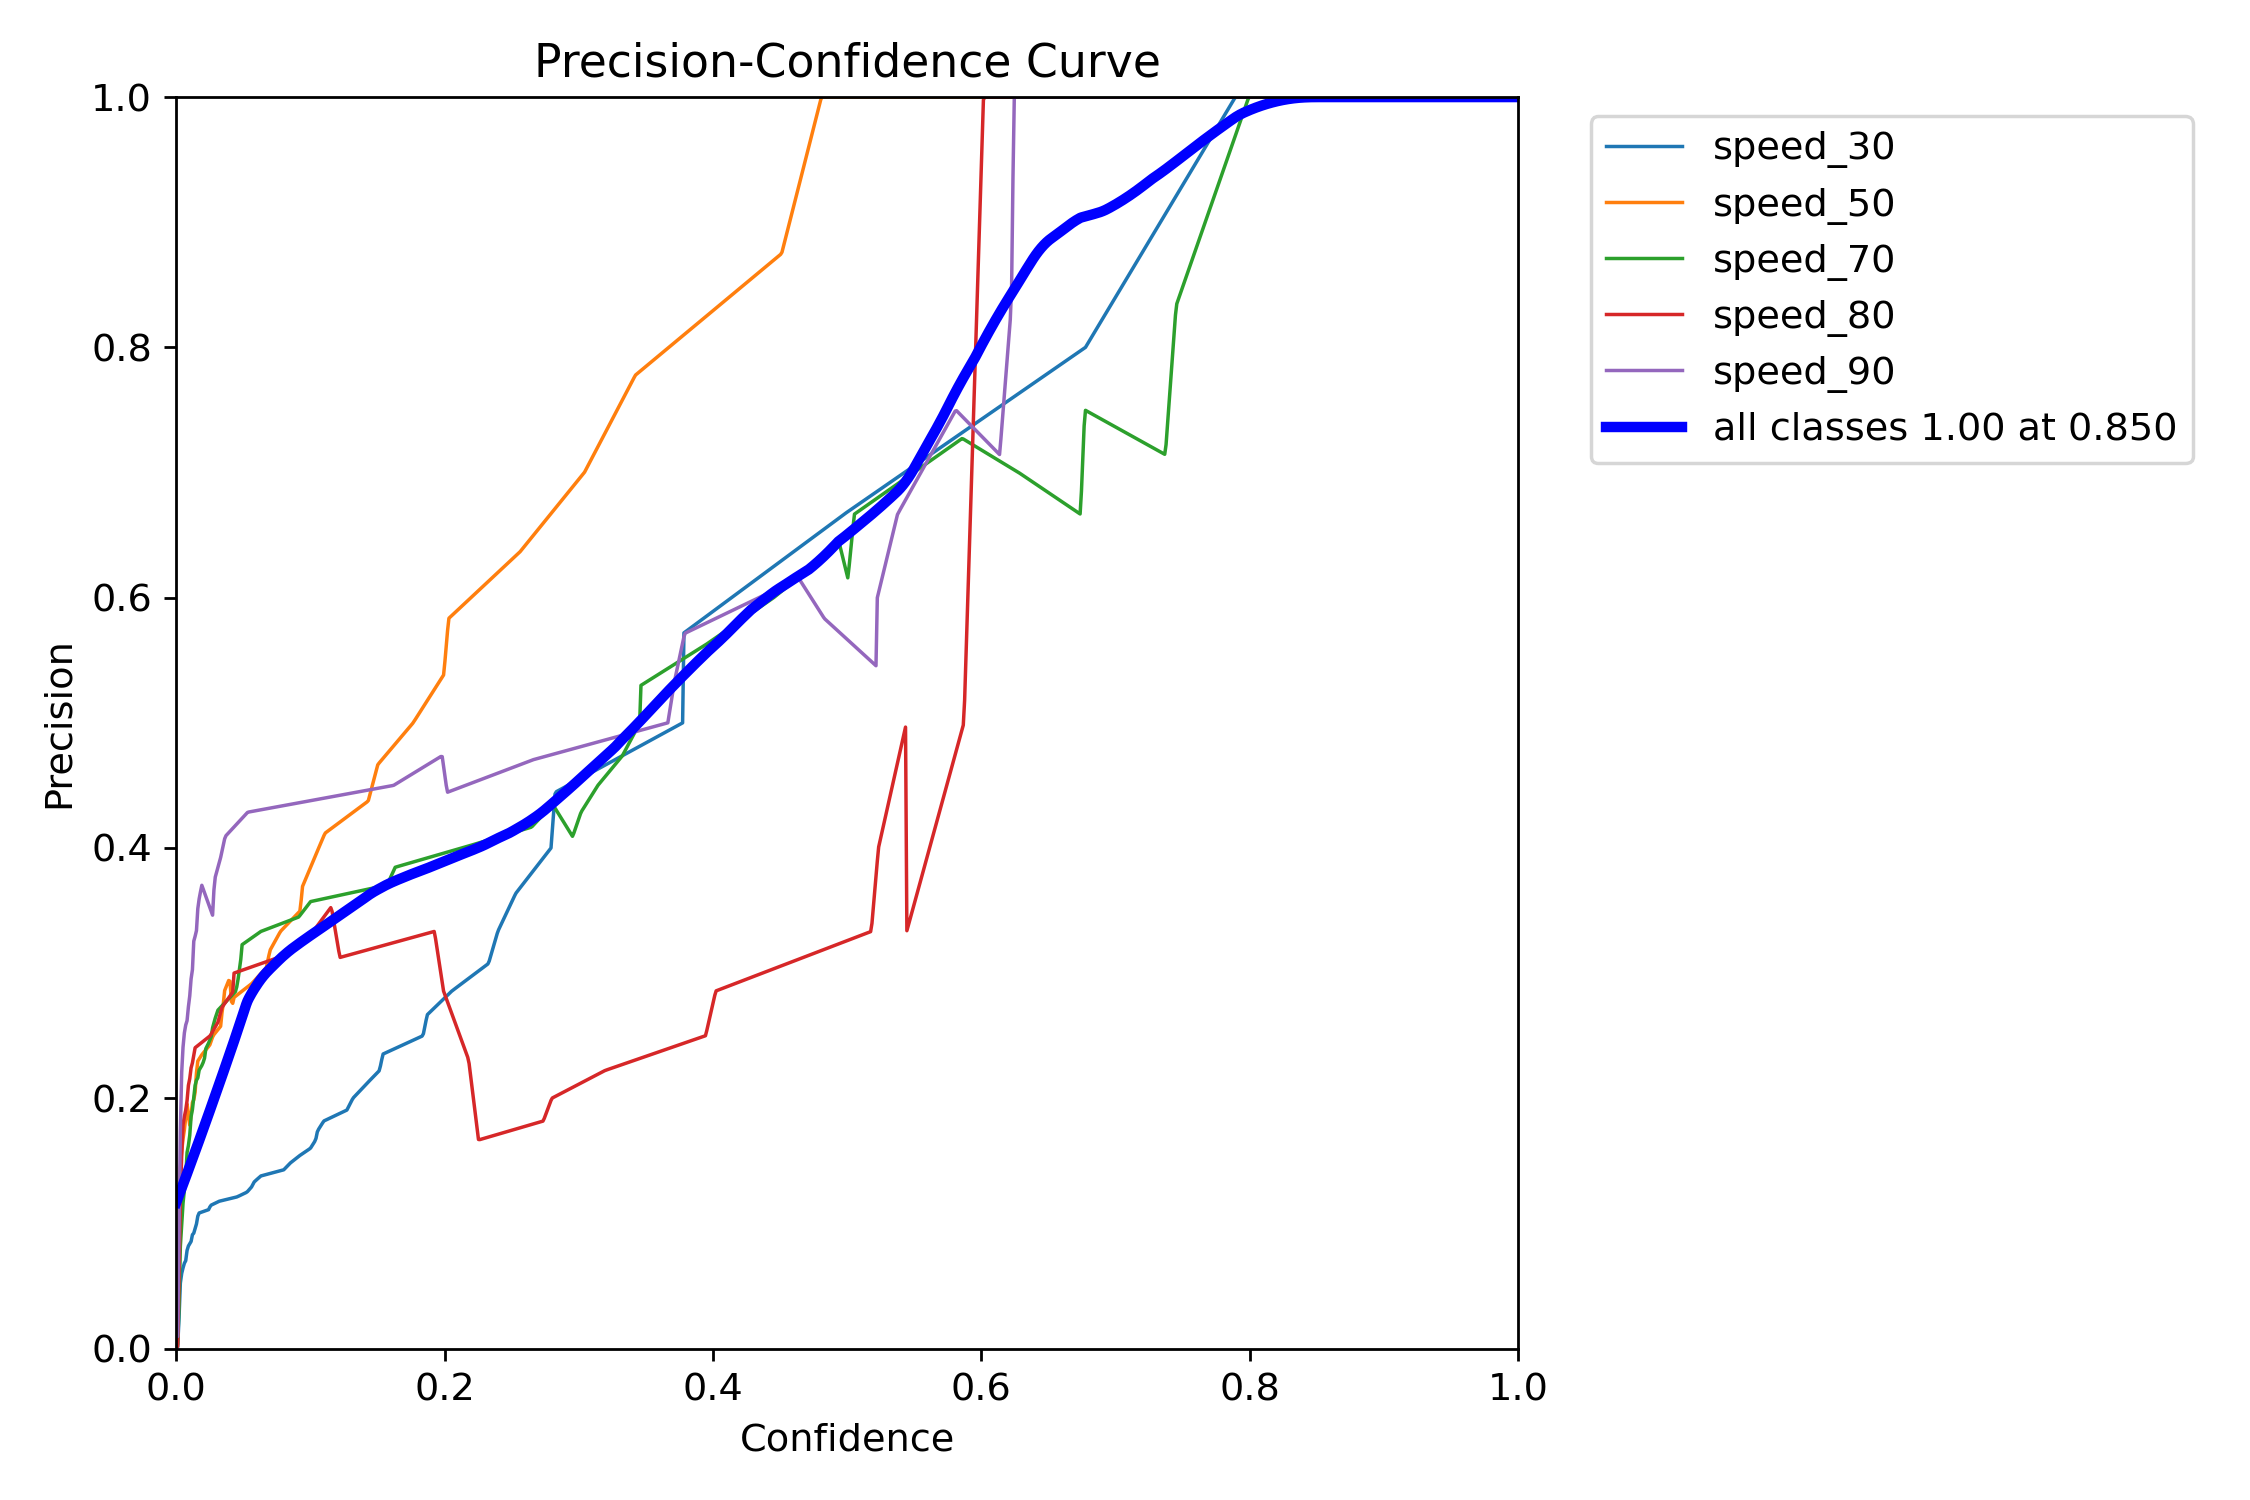 Precision-Confidence Curve
1.0
0.8
0.6
0.4
0.2
0.0
Precision
0.0 0.2 0.4 0.6 0.8 1.0
Confidence
speed_30
speed_50
speed_70
speed_80
speed_90
all classes 1.00 at 0.850